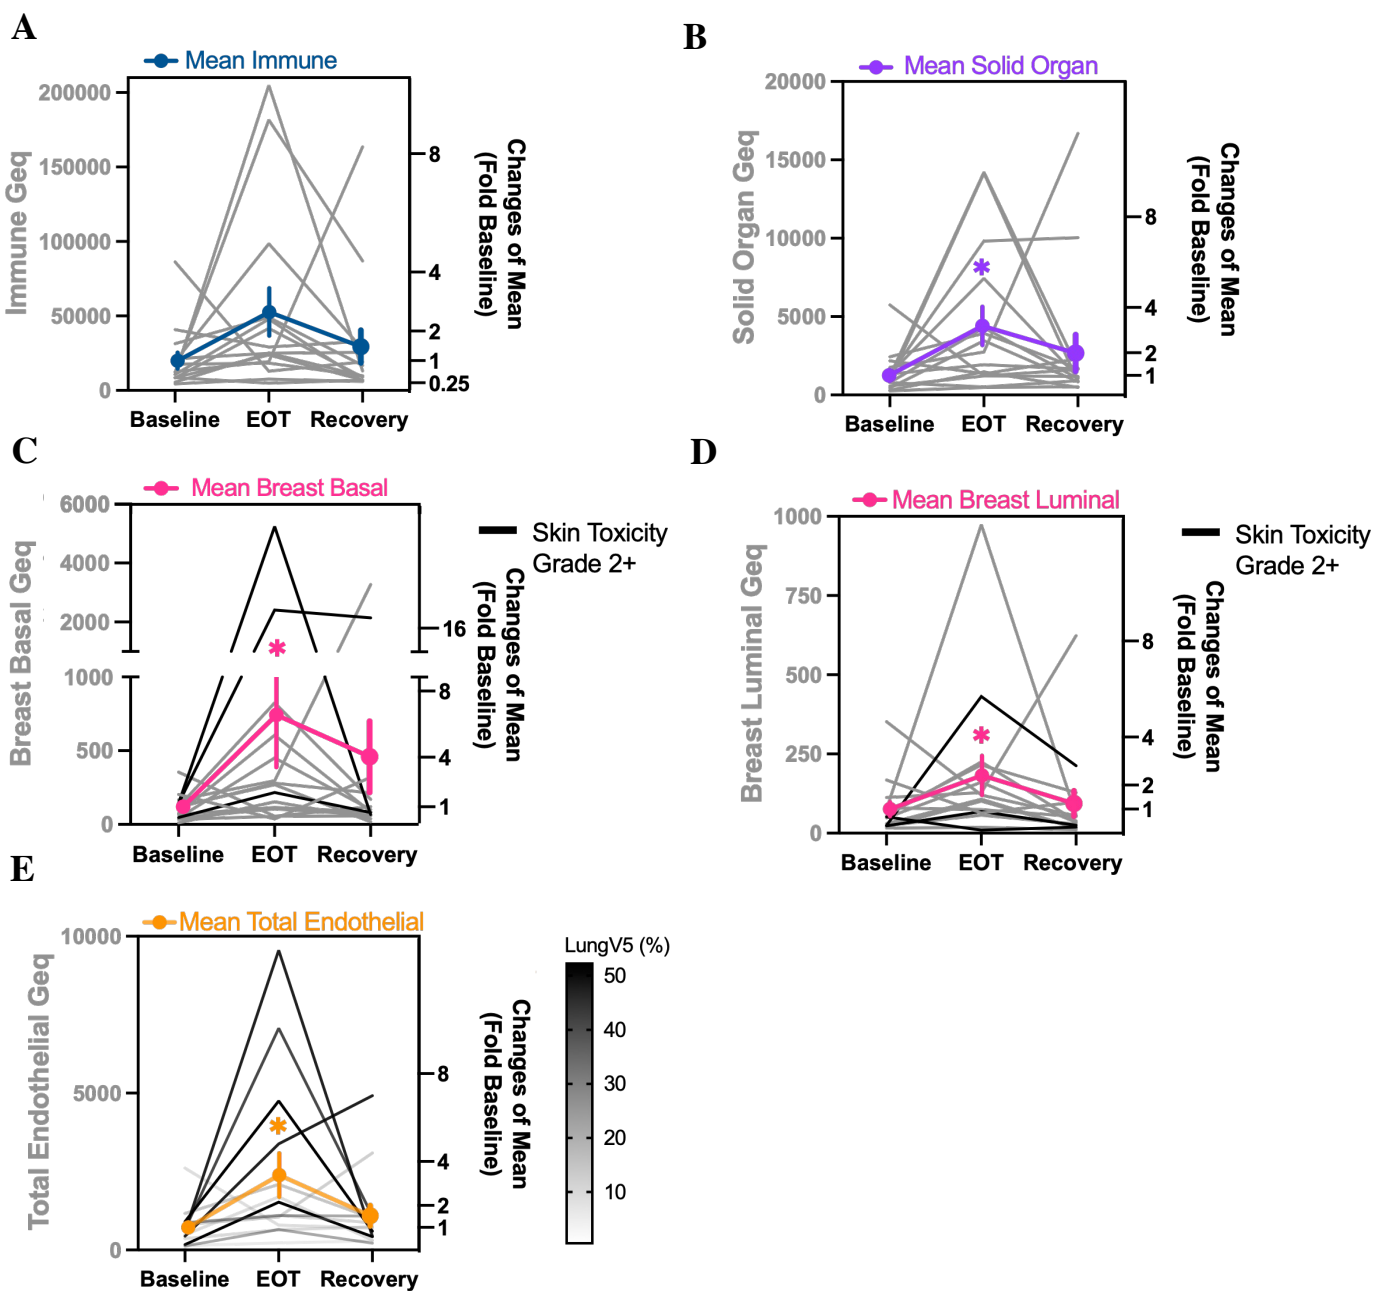 A
Mean Immune
Immune Geq
200000
150000
100000
50000
0
8
4
2
1
0.25
Changes of Mean
(Fold Baseline)
Baseline EOT Recovery
B
Mean Solid Organ
Solid Organ Geq
20000
15000
10000
5000
0
*
8
4
2
1
Changes of Mean
(Fold Baseline)
Baseline EOT Recovery
C
Mean Breast Basal
Breast Basal Geq
6000
4000
2000
1000
500
0
*
16
8
4
1
Changes of Mean
(Fold Baseline)
Skin Toxicity
Grade 2+
Baseline EOT Recovery
D
Mean Breast Luminal
Breast Luminal Geq
1000
750
500
250
0
*
8
4
2
1
Changes of Mean
(Fold Baseline)
Skin Toxicity
Grade 2+
Baseline EOT Recovery
E
Mean Total Endothelial
Total Endothelial Geq
10000
5000
0
*
8
4
2
1
Changes of Mean
(Fold Baseline)
Baseline EOT Recovery
LungV5 (%)
50
40
30
20
10